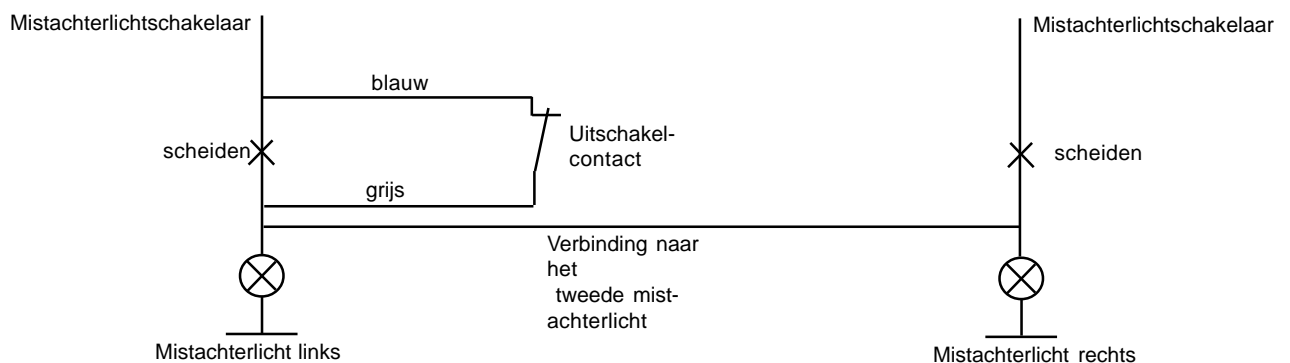 Mistachterlichtschakelaar
Mistachterlichtschakelaar
blauw
Uitschakel-
contact
scheiden
scheiden
grijs
Verbinding naar
het
tweede mist-
achterlicht
Mistachterlicht links
Mistachterlicht rechts